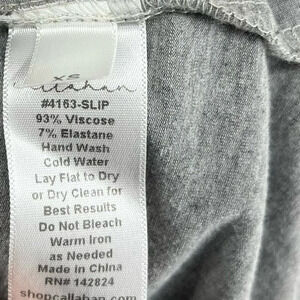 XS
callahan
#4163-SLIP
93% Viscose
7% Elastane
Hand Wash
Cold Water
Lay Flat to Dry
or Dry Clean for
Best Results
Do Not Bleach
Warm Iron
as Needed
Made in China
RN# 142824
shopcallahan.com